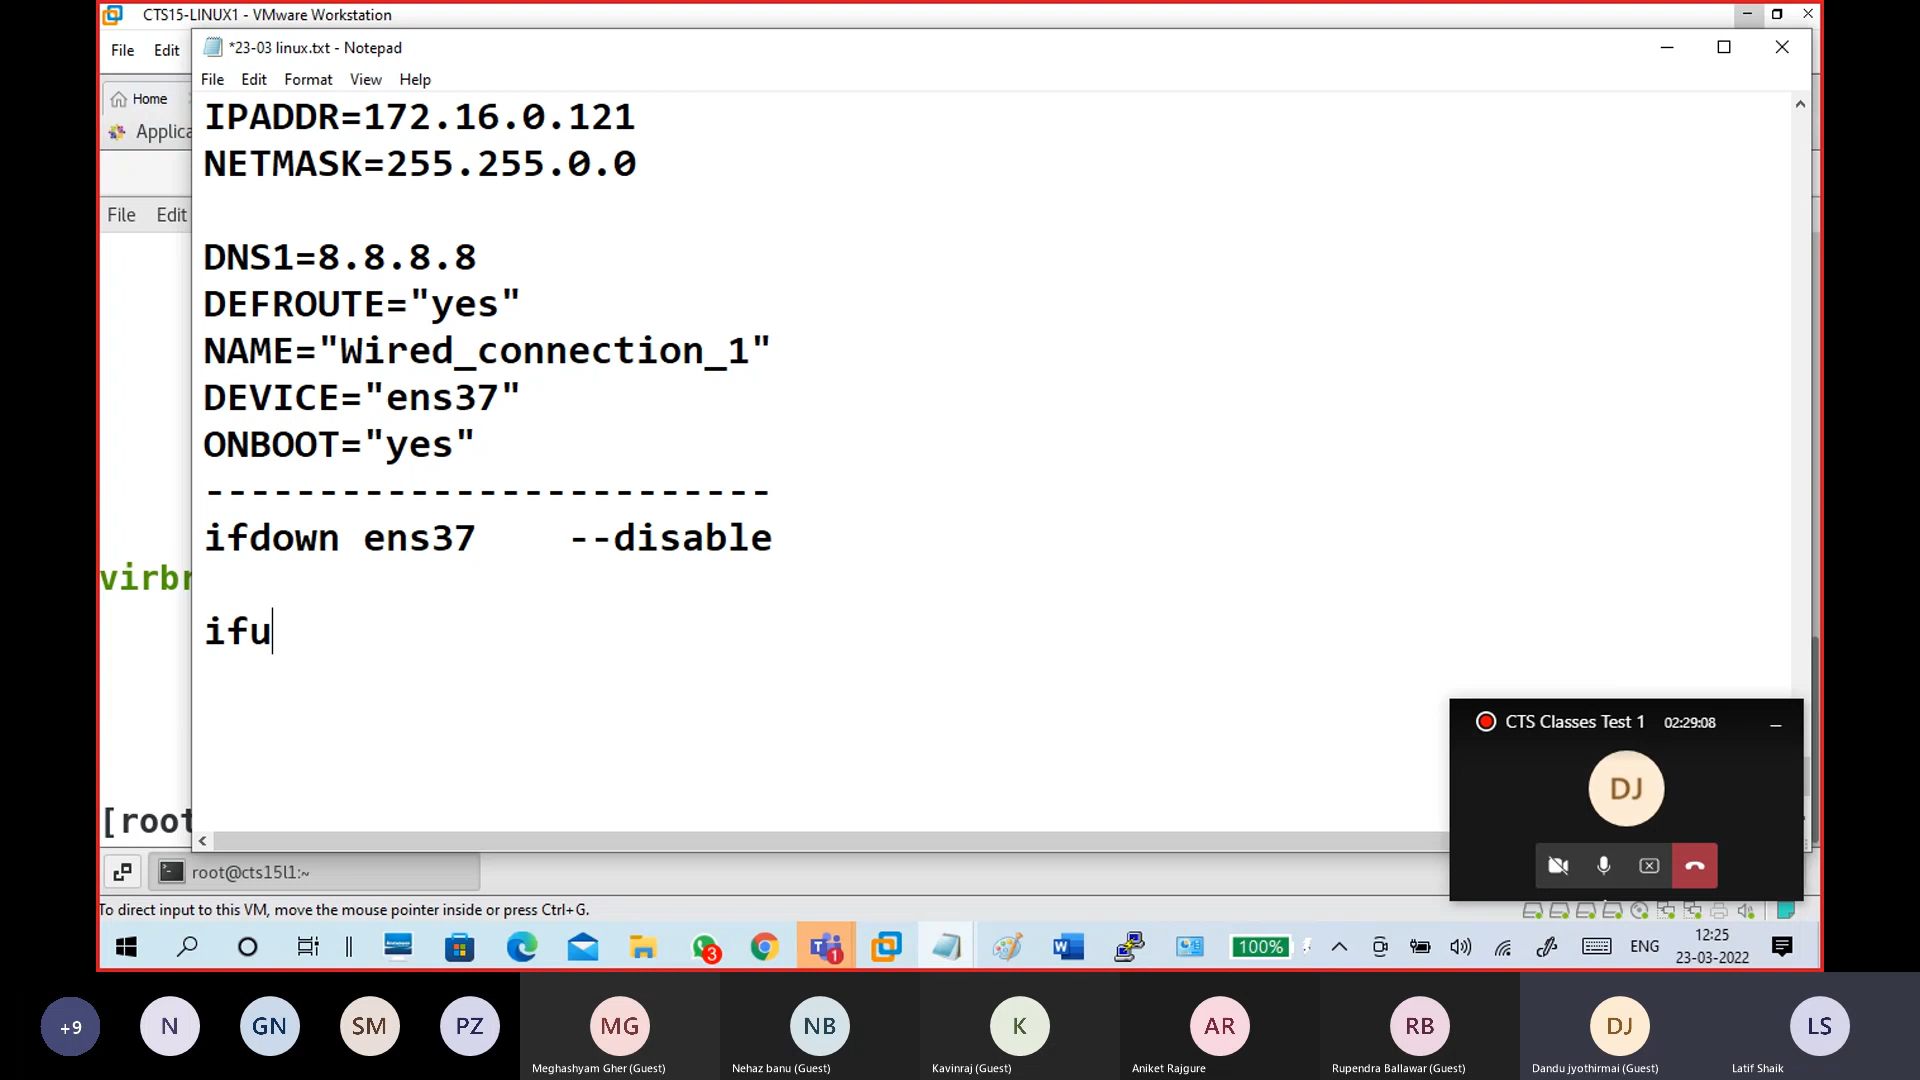 CTS15-LINUX1 - VMware Workstation
File Edit
*23-03 linux.txt - Notepad
File Edit Format View Help
Home
Applica
File Edit
IPADDR=172.16.0.121
NETMASK=255.255.0.0
DNS1=8.8.8.8
DEFROUTE="yes"
NAME="Wired_connection_1"
DEVICE="ens37"
ONBOOT="yes"
-------------------------
ifdown ens37 --disable
virbr
ifu
[root
CTS Classes Test 1 02:29:08
DJ
root@cts15l1:~
To direct input to this VM, move the mouse pointer inside or press Ctrl+G.
3
1
100%
ENG
12:25
23-03-2022
+9 N GN SM PZ MG NB K AR RB DJ LS
Meghashyam Gher (Guest) Nehaz banu (Guest) Kavinraj (Guest) Aniket Rajgure Rupendra Ballawar (Guest) Dandu jyothirmai (Guest) Latif Shaik